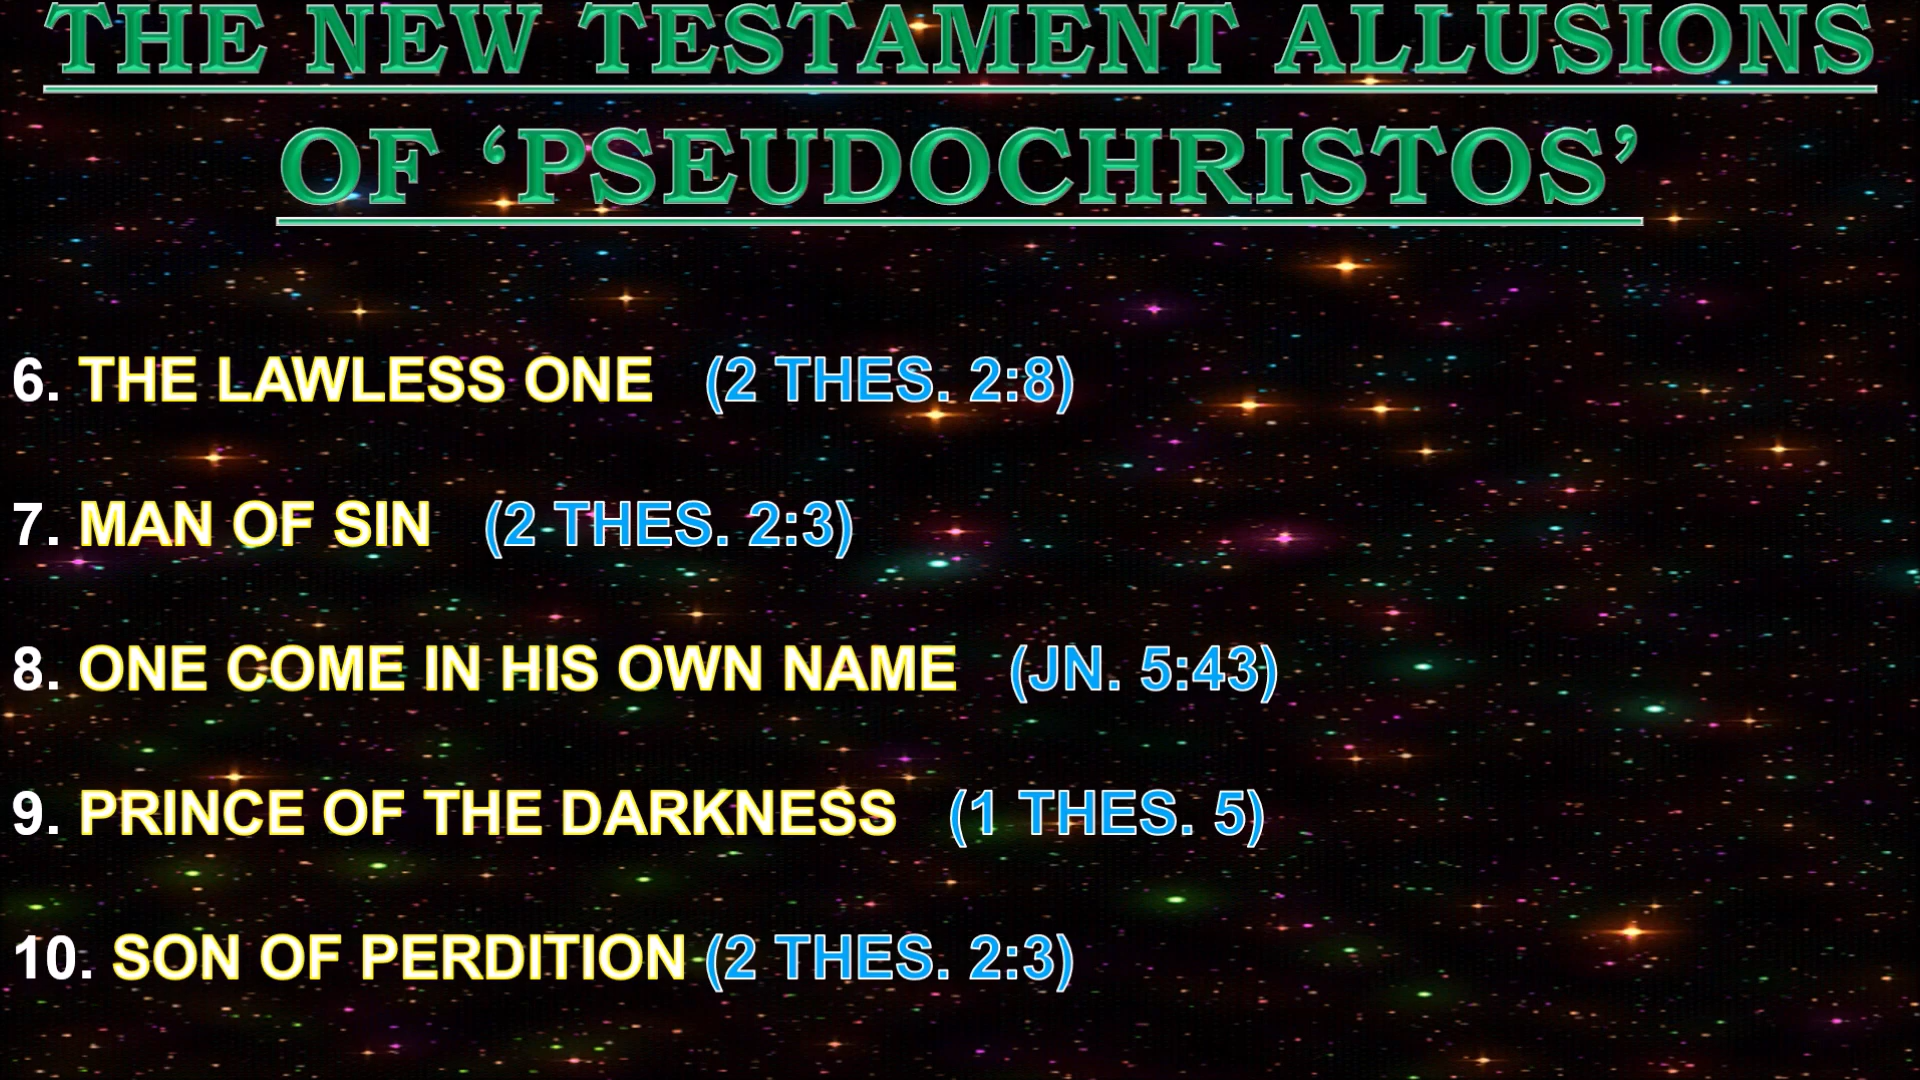 THE NEW TESTAMENT ALLUSIONS
OF ‘PSEUDOCHRISTOS’
6. THE LAWLESS ONE (2 THES. 2:8)
7. MAN OF SIN (2 THES. 2:3)
8. ONE COME IN HIS OWN NAME (JN. 5:43)
9. PRINCE OF THE DARKNESS (1 THES. 5)
10. SON OF PERDITION (2 THES. 2:3)